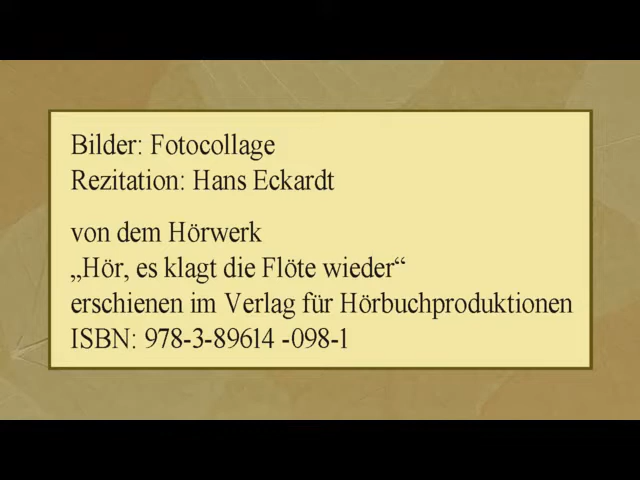 Bilder: Fotocollage
Rezitation: Hans Eckardt
von dem Hörwerk
„Hör, es klagt die Flöte wieder“
erschienen im Verlag für Hörbuchproduktionen
ISBN: 978-3-89614 -098-1